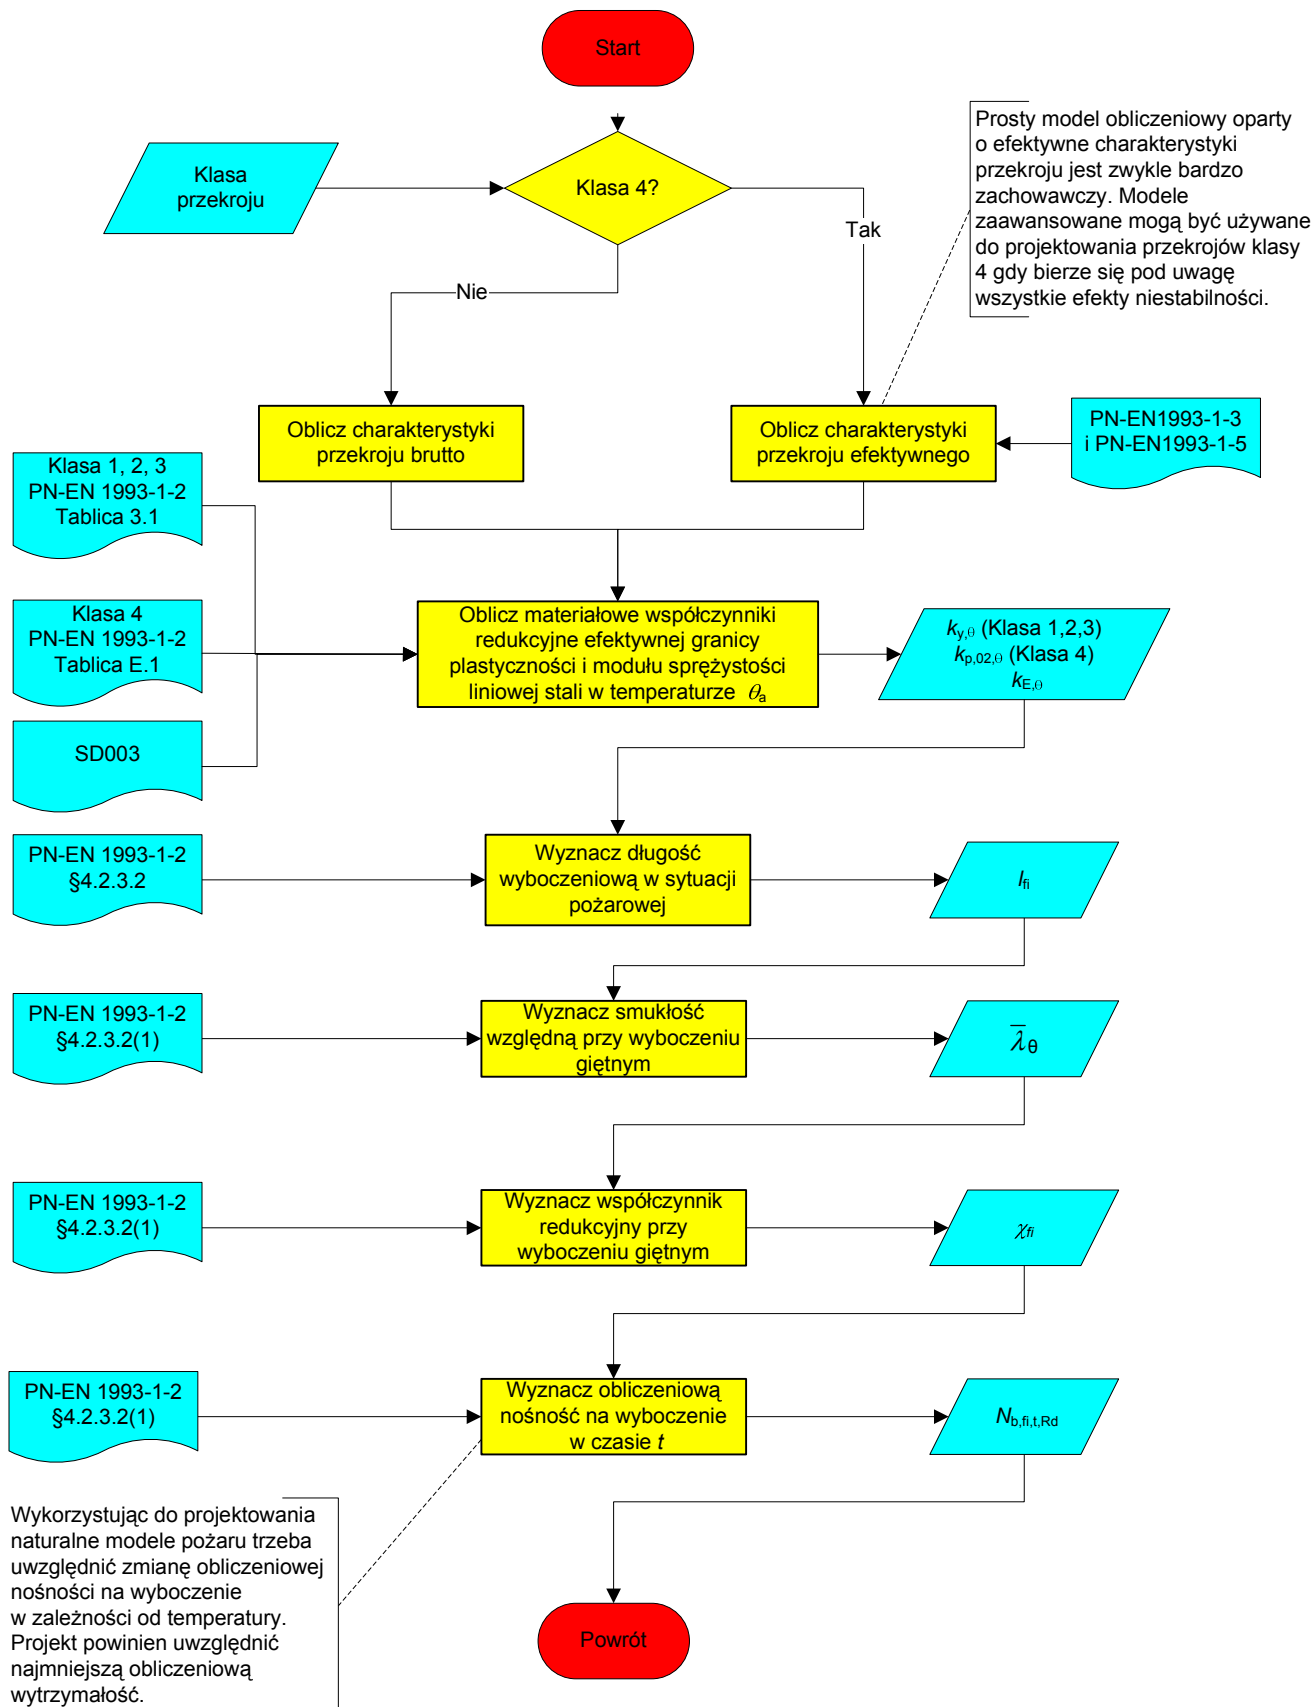 Start
Prosty model obliczeniowy oparty
o efektywne charakterystyki
przekroju jest zwykle bardzo
zachowawczy. Modele
zaawansowane mogą być używane
do projektowania przekrojów klasy
4 gdy bierze się pod uwagę
wszystkie efekty niestabilności.
Klasa
przekroju
Klasa 4?
Tak
Nie
Oblicz charakterystyki
przekroju brutto
Oblicz charakterystyki
przekroju efektywnego
PN-EN1993-1-3
i PN-EN1993-1-5
Klasa 1, 2, 3
PN-EN 1993-1-2
Tablica 3.1
Klasa 4
PN-EN 1993-1-2
Tablica E.1
SD003
Oblicz materiałowe współczynniki
redukcyjne efektywnej granicy
plastyczności i modułu sprężystości
liniowej stali w temperaturze θa
ky,θ (Klasa 1,2,3)
kp,02,θ (Klasa 4)
kE,θ
PN-EN 1993-1-2
§4.2.3.2
Wyznacz długość
wyboczeniową w sytuacji
pożarowej
lfi
PN-EN 1993-1-2
§4.2.3.2(1)
Wyznacz smukłość
względną przy wyboczeniu
giętnym
λ̅θ
PN-EN 1993-1-2
§4.2.3.2(1)
Wyznacz współczynnik
redukcyjny przy
wyboczeniu giętnym
χfi
PN-EN 1993-1-2
§4.2.3.2(1)
Wyznacz obliczeniową
nośność na wyboczenie
w czasie t
Nb,fi,t,Rd
Wykorzystując do projektowania
naturalne modele pożaru trzeba
uwzględnić zmianę obliczeniowej
nośności na wyboczenie
w zależności od temperatury.
Projekt powinien uwzględnić
najmniejszą obliczeniową
wytrzymałość.
Powrót